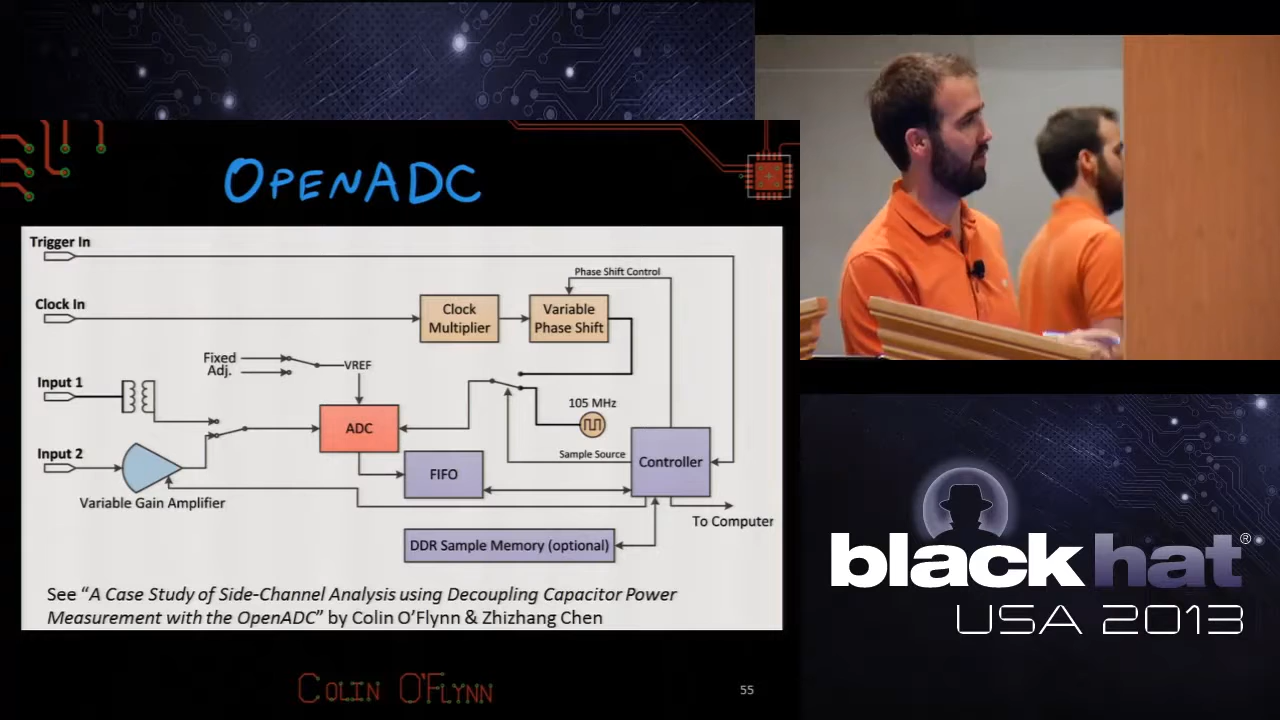 OPENADC
Trigger In
Phase Shift Control
Clock In
Clock
Multiplier
Variable
Phase Shift
Fixed
Adj.
VREF
Input 1
105 MHz
ADC
Input 2
Sample Source
Controller
FIFO
Variable Gain Amplifier
To Computer
DDR Sample Memory (optional)
See “A Case Study of Side-Channel Analysis using Decoupling Capacitor Power
Measurement with the OpenADC” by Colin O’Flynn & Zhizhang Chen
COLIN O'FLYNN
55
black hat®
USA 2013